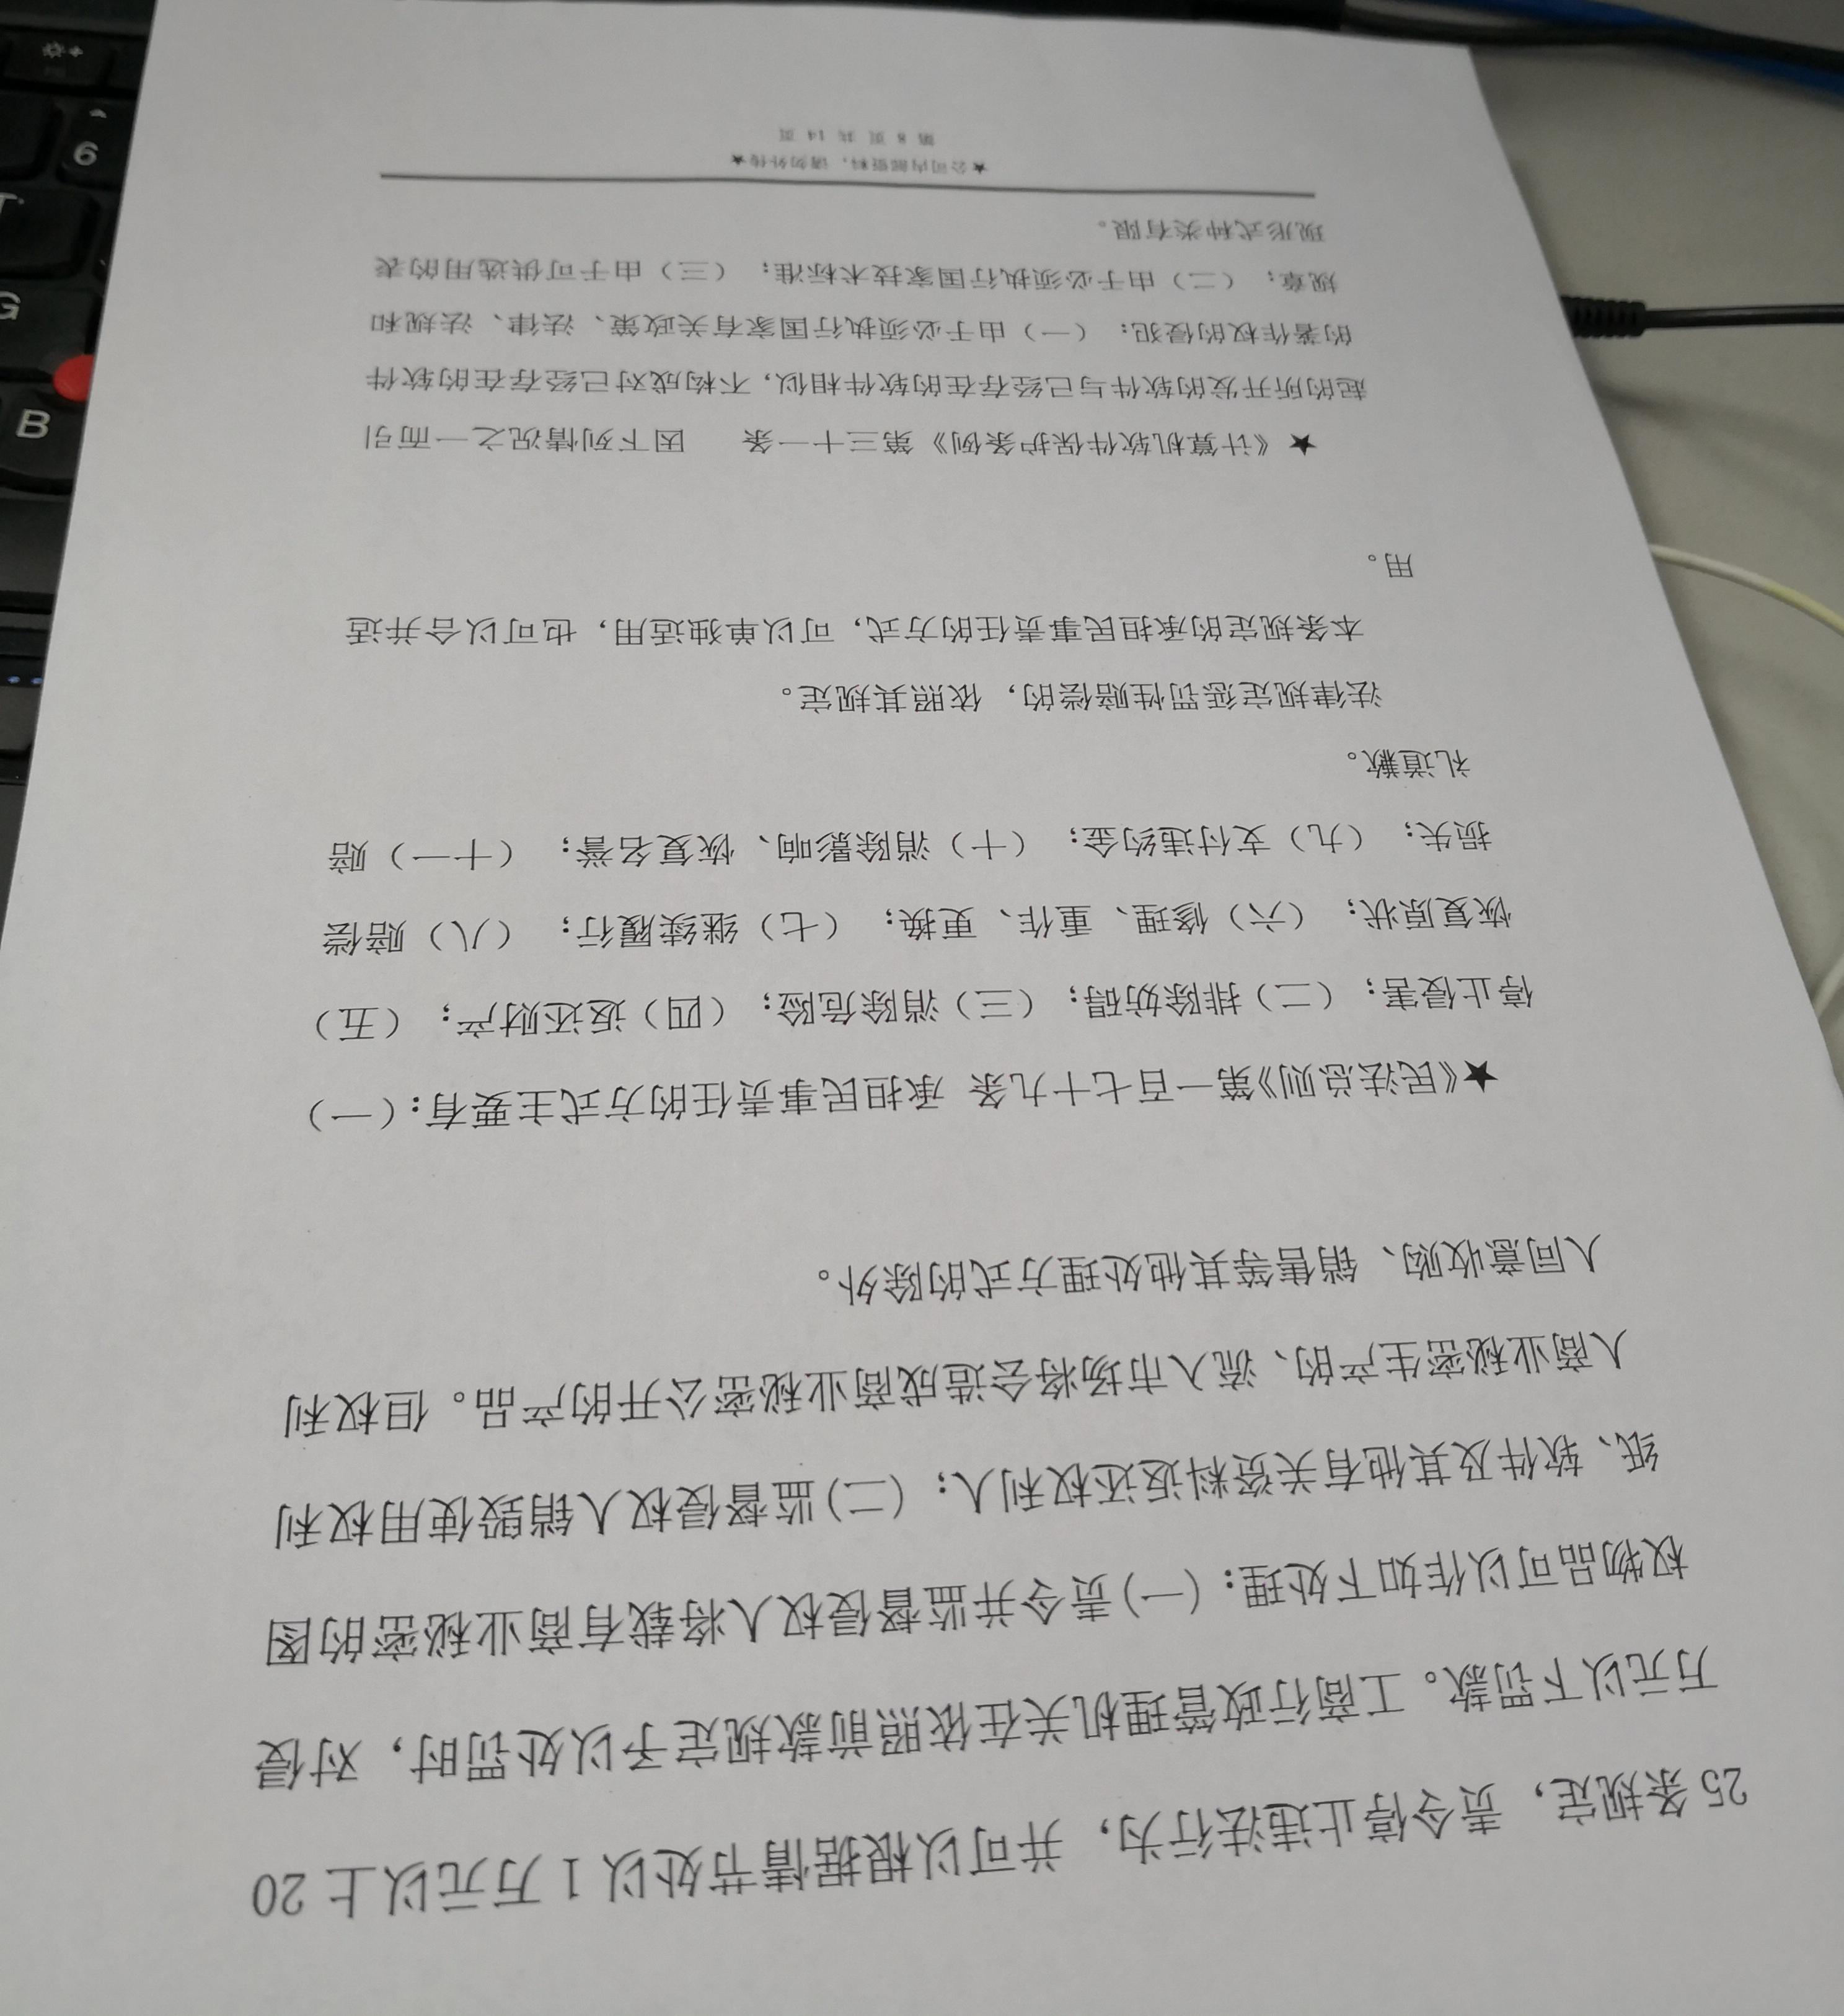 25 条规定，责令停止违法行为，并可以根据情节处以 1 万元以上 20
万元以下罚款。工商行政管理机关在依照前款规定予以处罚时，对侵
权物品可以作如下处理：(一)责令并监督侵权人将载有商业秘密的图
纸、软件及其他有关资料返还权利人；(二)监督侵权人销毁使用权利
人商业秘密生产的、流入市场将会造成商业秘密公开的产品。但权利
人同意收购、销售等其他处理方式的除外。
★《民法总则》第一百七十九条 承担民事责任的方式主要有：（一）
停止侵害；（二）排除妨碍；（三）消除危险；（四）返还财产；（五）
恢复原状；（六）修理、重作、更换；（七）继续履行；（八）赔偿
损失；（九）支付违约金；（十）消除影响、恢复名誉；（十一）赔
礼道歉。
法律规定惩罚性赔偿的，依照其规定。
本条规定的承担民事责任的方式，可以单独适用，也可以合并适
用。
★《计算机软件保护条例》第三十一条 因下列情况之一而引
起的所开发的软件与已经存在的软件相似，不构成对已经存在的软件
的著作权的侵犯：（一）由于必须执行国家有关政策、法律、法规和
规章；（二）由于必须执行国家技术标准；（三）由于可供选用的表
现形式种类有限。
★公司内部资料，请勿外传★
第 8 页 共 14 页
6
G
B